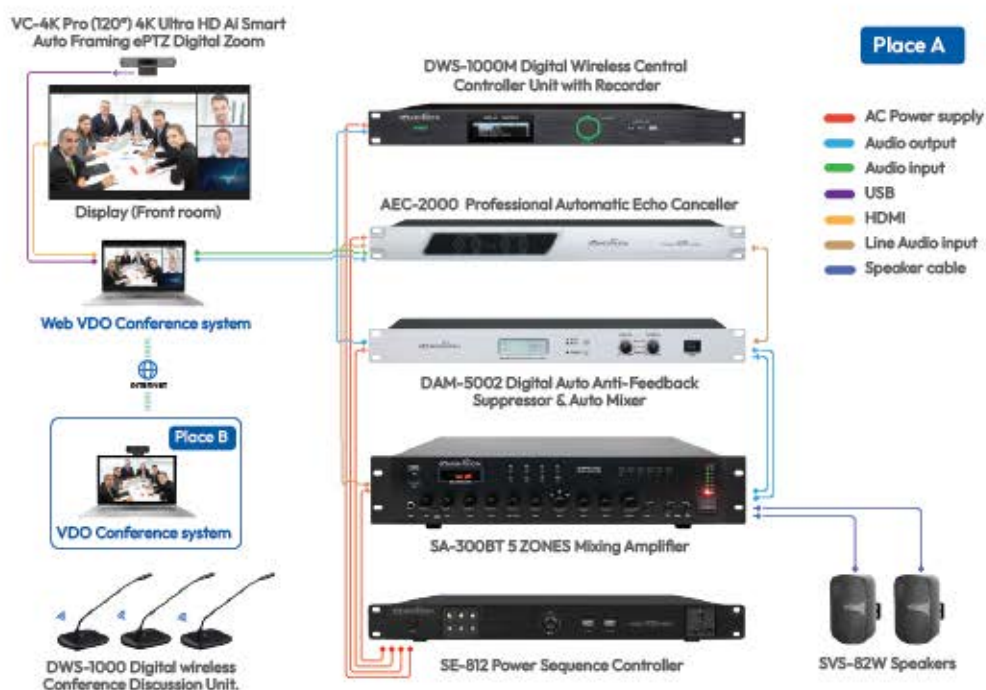 VC-4K Pro (120°) 4K Ultra HD Ai Smart
Auto Framing ePTZ Digital Zoom
Display (Front room)
Web VDO Conference system
INTERNET
Place B
VDO Conference system
DWS-1000 Digital wireless
Conference Discussion Unit.
DWS-1000M Digital Wireless Central
Controller Unit with Recorder
AEC-2000 Professional Automatic Echo Canceller
DAM-5002 Digital Auto Anti-Feedback
Suppressor & Auto Mixer
SA-300BT 5 ZONES Mixing Amplifier
SE-812 Power Sequence Controller
Place A
AC Power supply
Audio output
Audio input
USB
HDMI
Line Audio input
Speaker cable
SVS-82W Speakers